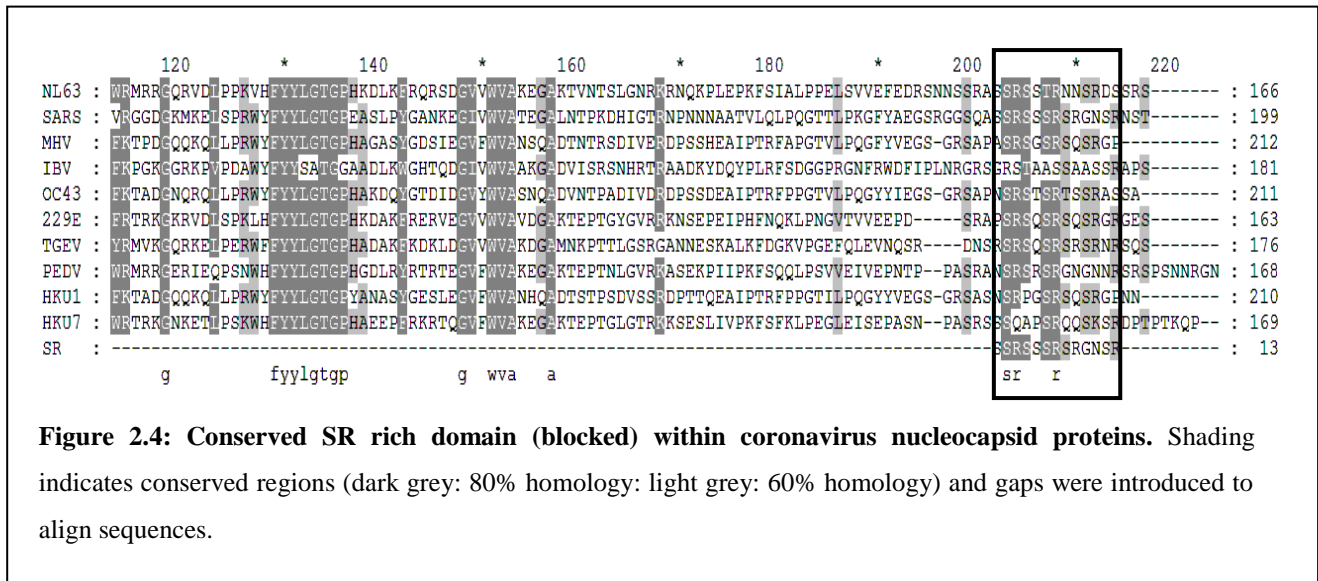 120 * 140 * 160 * 180 * 200 * 220
NL63 : WRMRRGQRVDLPPKVHFYYLGTGPHKDLKFRQRSDGVVWVAKEGAKTVNTSLGNRKRNQKPLEPKFSIALPPELSVVEFEDRSNNSSRASSRSSTRNNSRDSSRS------- : 166
SARS : VRGGDGKMKELSPRWYFYYLGTGPEASLPYGANKEGIVWVATEGALNTPKDHIGTRNPNNNAATVLQLPQGTTLPKGFYAEGSRGGSQASSRSSSRSRGNSRNST------- : 199
MHV : FKTPDGQQKQLLPRWYFYYLGTGPHAGASYGDSIEGVFWVANSQADTNTRSDIVERDPSSHEAIPTRFAPGTVLPQGFYVEGS-GRSAPASRSGSRSQSRGP--------- : 212
IBV : FKPGKGGRKPVPDAWYFYYSATGGAADLKWGHTQDGIVWVAAKGADVISRSNHRTRAADKYDQYPLRFSDGGPRGNFRWDFIPLNRGRSGRSTAASSAASSRAPS------ : 181
OC43 : FKTADGNQRQLLPRWYFYYLGTGPHAKDQYGTDIDGVYWVASNQADVNTPADIVDRDPSSDEAIPTRFPPGTVLPQGYYIEGS-GRSAPNSRSTSRTSSRASSA------- : 211
229E : FRTRKGKRVDLSPKLHFYYLGTGPHKDAKFRERVEGVVWVAVDGAKTEPTGYGVRRKNSEPEIPHFNQKLPNGVTVVEEPD-----SRAPSRSQSRSQSRGRGES------ : 163
TGEV : YRMVKGQRKELPERWFFYYLGTGPHADAKFKDKLDGVVWVAKDGAMNKPTTLGSRGANNESKALKFDGKVPGEFQLEVNQSR----DNSRSRSQSRSRSRNRSQS------ : 176
PEDV : WRMRRGERIEQPSNWHFYYLGTGPHGDLRYRTRTEGVFWVAKEGAKTEPTNLGVRKASEKPIIPKFSQQLPSVVEIVEPNTP--PASRANSRSRSRGNGNNRSRSPSNNRGN : 168
HKU1 : FKTADGQQKQLLPRWYFYYLGTGPYANASYGESLEGVFWVANHQADTSTPSDVSSRDPTTQEAIPTRFPPGTILPQGYYVEGS-GRSASNSRPGSRSQSRGPNN------- : 210
HKU7 : WRTRKGNKETLPSKWHFYYLGTGPHAEEPFRKRTQGVFWVAKEGAKTEPTGLGTRKKSESLIVPKFSFKLPEGLEISEPASN--PASRSSSQAPSRQQSKSRDPTPTKQP-- : 169
SR : ------------------------------------------------------------------------------------------SSRSSSRSRGNSR---------- : 13
g fyylgtgp g wva a sr r
Figure 2.4: Conserved SR rich domain (blocked) within coronavirus nucleocapsid proteins. Shading
indicates conserved regions (dark grey: 80% homology: light grey: 60% homology) and gaps were introduced to
align sequences.